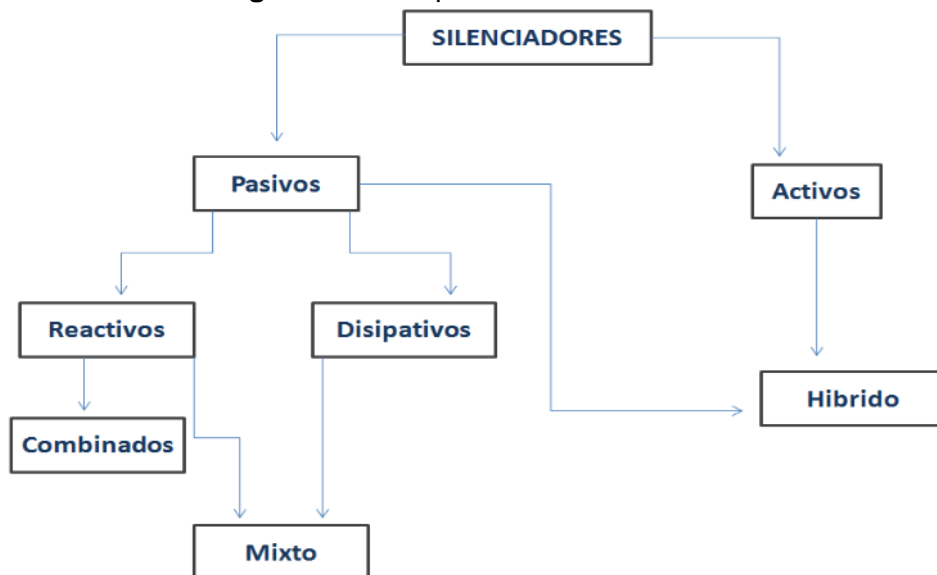 SILENCIADORES
Pasivos
Activos
Reactivos
Disipativos
Hibrido
Combinados
Mixto